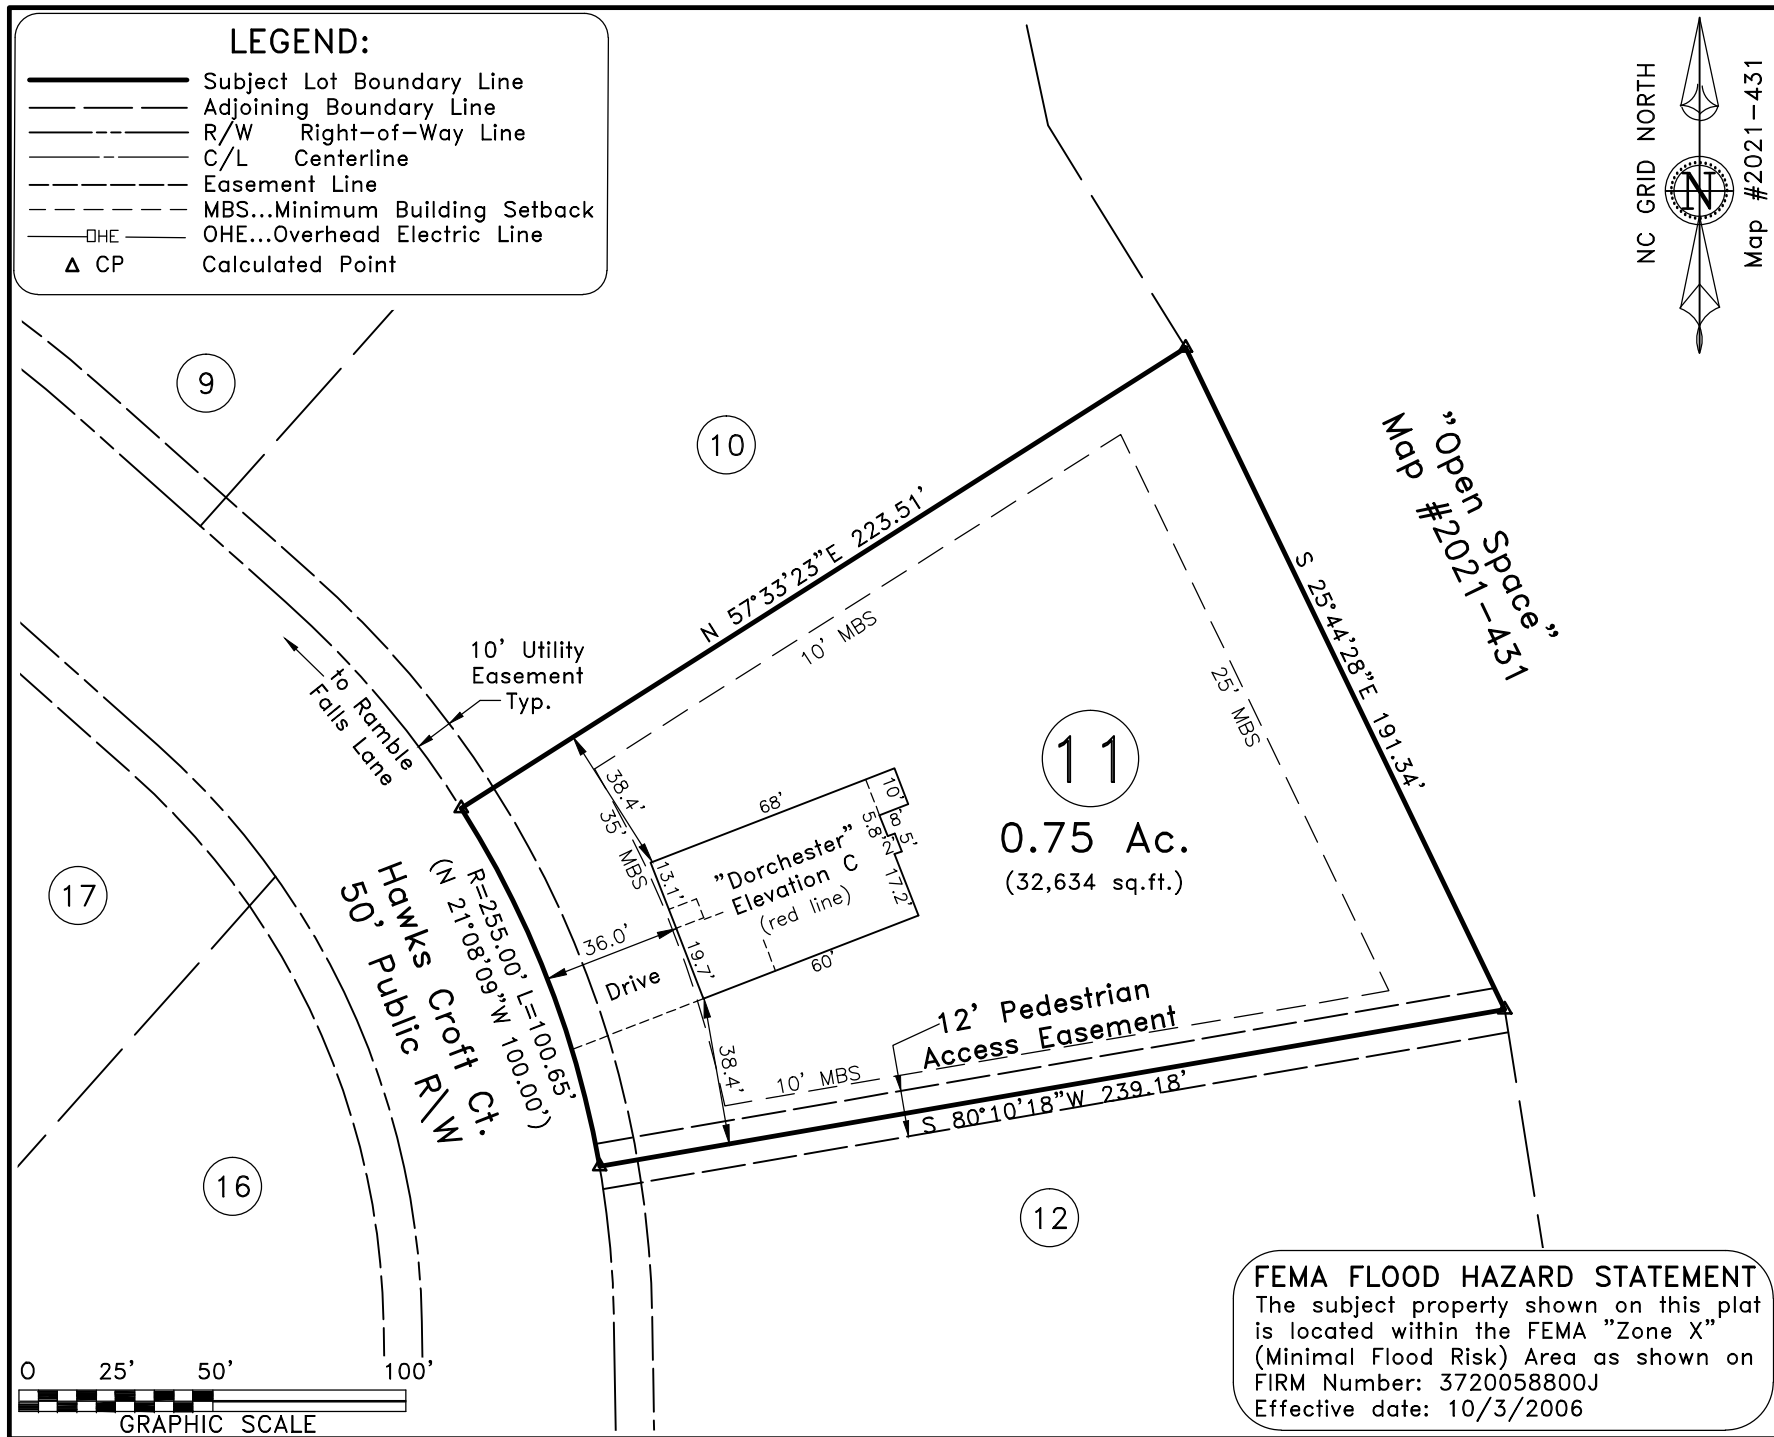 LEGEND:
Subject Lot Boundary Line
Adjoining Boundary Line
R/W Right-of-Way Line
C/L Centerline
Easement Line
MBS...Minimum Building Setback
OHE OHE...Overhead Electric Line
CP Calculated Point
NC GRID NORTH
N
Map #2021-431
9
10
"Open Space"
Map #2021-431
N 57°33'23"E 223.51'
10' MBS
S 25°44'28"E 191.34'
25' MBS
10' Utility
Easement
Typ.
to Ramble
Falls Lane
11
0.75 Ac.
(32,634 sq.ft.)
38.4'
35' MBS
68'
10'
8'
5'
5.8'
2'
17.2'
13.1'
"Dorchester"
Elevation C
(red line)
36.0'
19.7'
60'
Drive
38.4'
17
Hawks Croft Ct.
50' Public R\W
R=255.00' L=100.65'
(N 21°08'09"W 100.00')
12' Pedestrian
Access Easement
10' MBS
S 80°10'18"W 239.18'
16
12
0 25' 50' 100'
GRAPHIC SCALE
FEMA FLOOD HAZARD STATEMENT
The subject property shown on this plat
is located within the FEMA "Zone X"
(Minimal Flood Risk) Area as shown on
FIRM Number: 3720058800J
Effective date: 10/3/2006